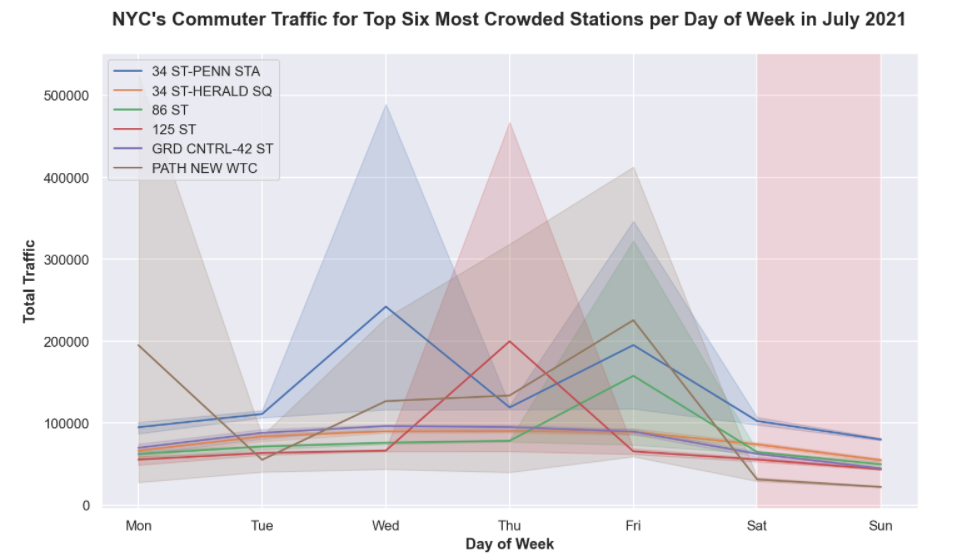 NYC's Commuter Traffic for Top Six Most Crowded Stations per Day of Week in July 2021
34 ST-PENN STA
34 ST-HERALD SQ
86 ST
125 ST
GRD CNTRL-42 ST
PATH NEW WTC
500000
400000
300000
200000
100000
0
Total Traffic
Mon Tue Wed Thu Fri Sat Sun
Day of Week